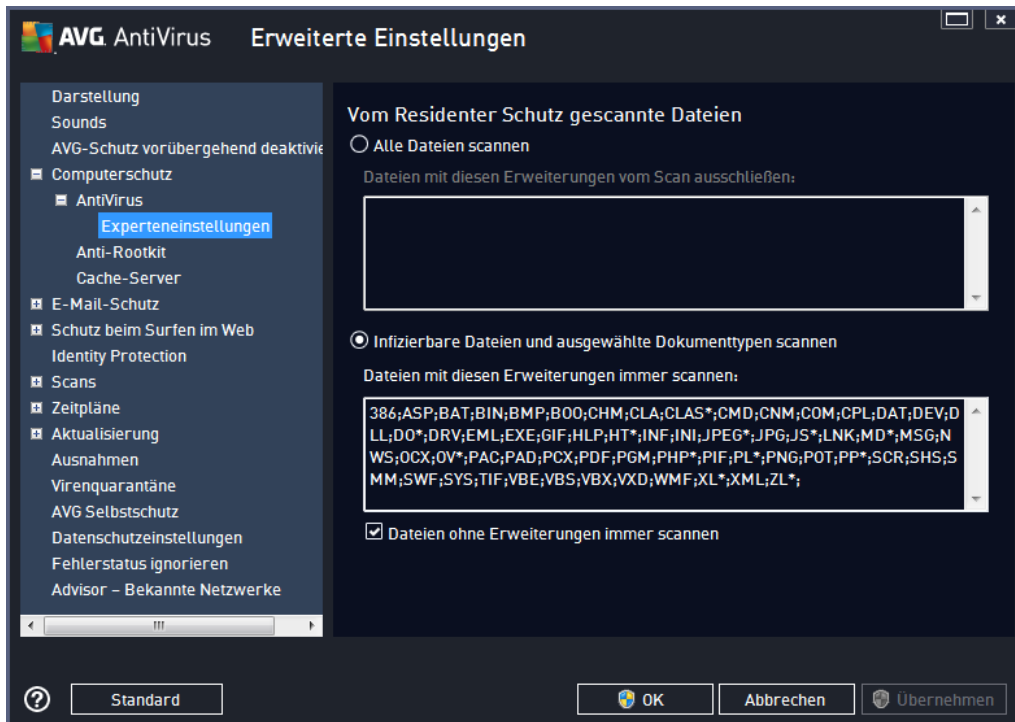 AVG AntiVirus Erweiterte Einstellungen
Darstellung
Sounds
AVG-Schutz vorübergehend deaktivie
Computerschutz
AntiVirus
Experteneinstellungen
Anti-Rootkit
Cache-Server
E-Mail-Schutz
Schutz beim Surfen im Web
Identity Protection
Scans
Zeitpläne
Aktualisierung
Ausnahmen
Virenquarantäne
AVG Selbstschutz
Datenschutzeinstellungen
Fehlerstatus ignorieren
Advisor – Bekannte Netzwerke
Vom Residenter Schutz gescannte Dateien
Alle Dateien scannen
Dateien mit diesen Erweiterungen vom Scan ausschließen:
Infizierbare Dateien und ausgewählte Dokumenttypen scannen
Dateien mit diesen Erweiterungen immer scannen:
386;ASP;BAT;BIN;BMP;BOO;CHM;CLA;CLAS*;CMD;CNM;COM;CPL;DAT;DEV;D
LL;DO*;DRV;EML;EXE;GIF;HLP;HT*;INF;INI;JPEG*;JPG;JS*;LNK;MD*;MSG;N
WS;OCX;OV*;PAC;PAD;PCX;PDF;PGM;PHP*;PIF;PL*;PNG;POT;PP*;SCR;SHS;S
MM;SWF;SYS;TIF;VBE;VBS;VBX;VXD;WMF;XL*;XML;ZL*;
Dateien ohne Erweiterungen immer scannen
Standard
OK
Abbrechen
Übernehmen